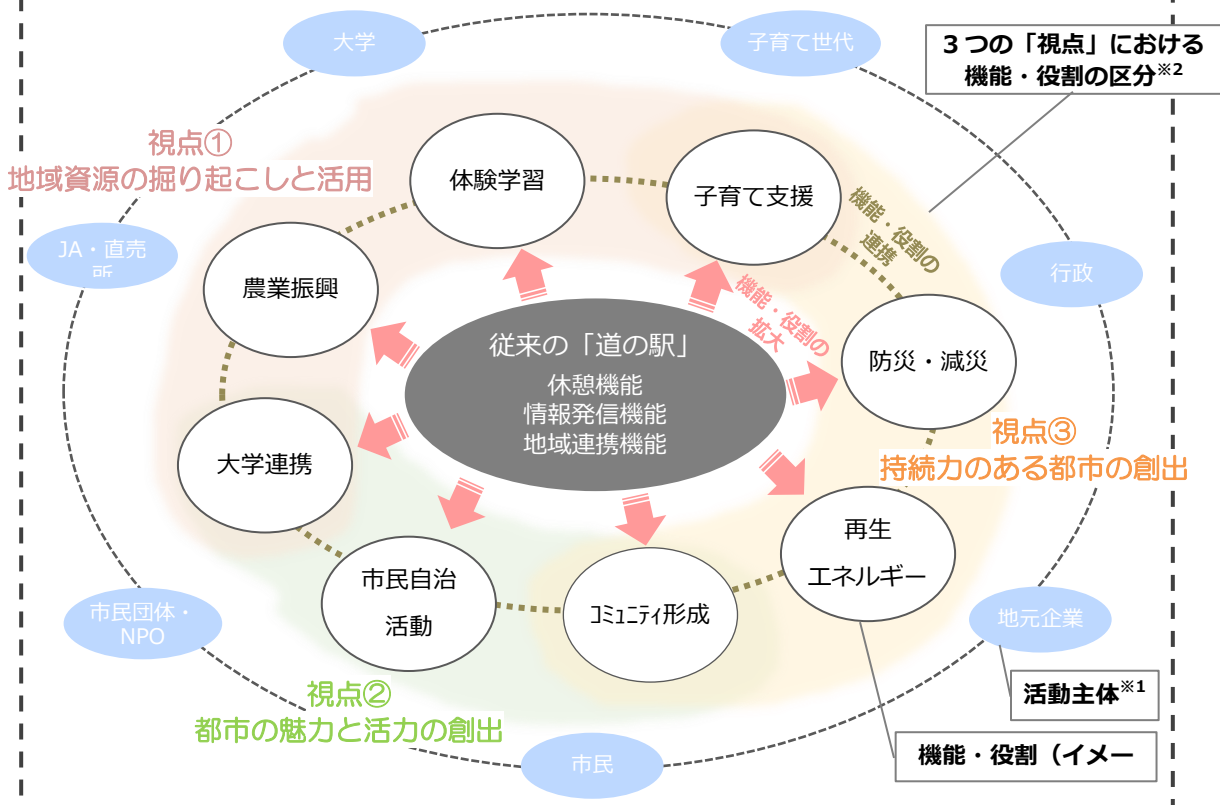 大学
子育て世代
3つの「視点」における
機能・役割の区分※2
視点①
地域資源の掘り起こしと活用
体験学習
子育て支援
機能・役割の
連携
JA・直売
所
行政
農業振興
機能・役割の
拡大
従来の「道の駅」
休憩機能
情報発信機能
地域連携機能
防災・減災
視点③
持続力のある都市の創出
大学連携
再生
エネルギー
市民自治
活動
コミュニティ形成
市民団体・
NPO
地元企業
視点②
都市の魅力と活力の創出
活動主体※1
市民
機能・役割（イメー